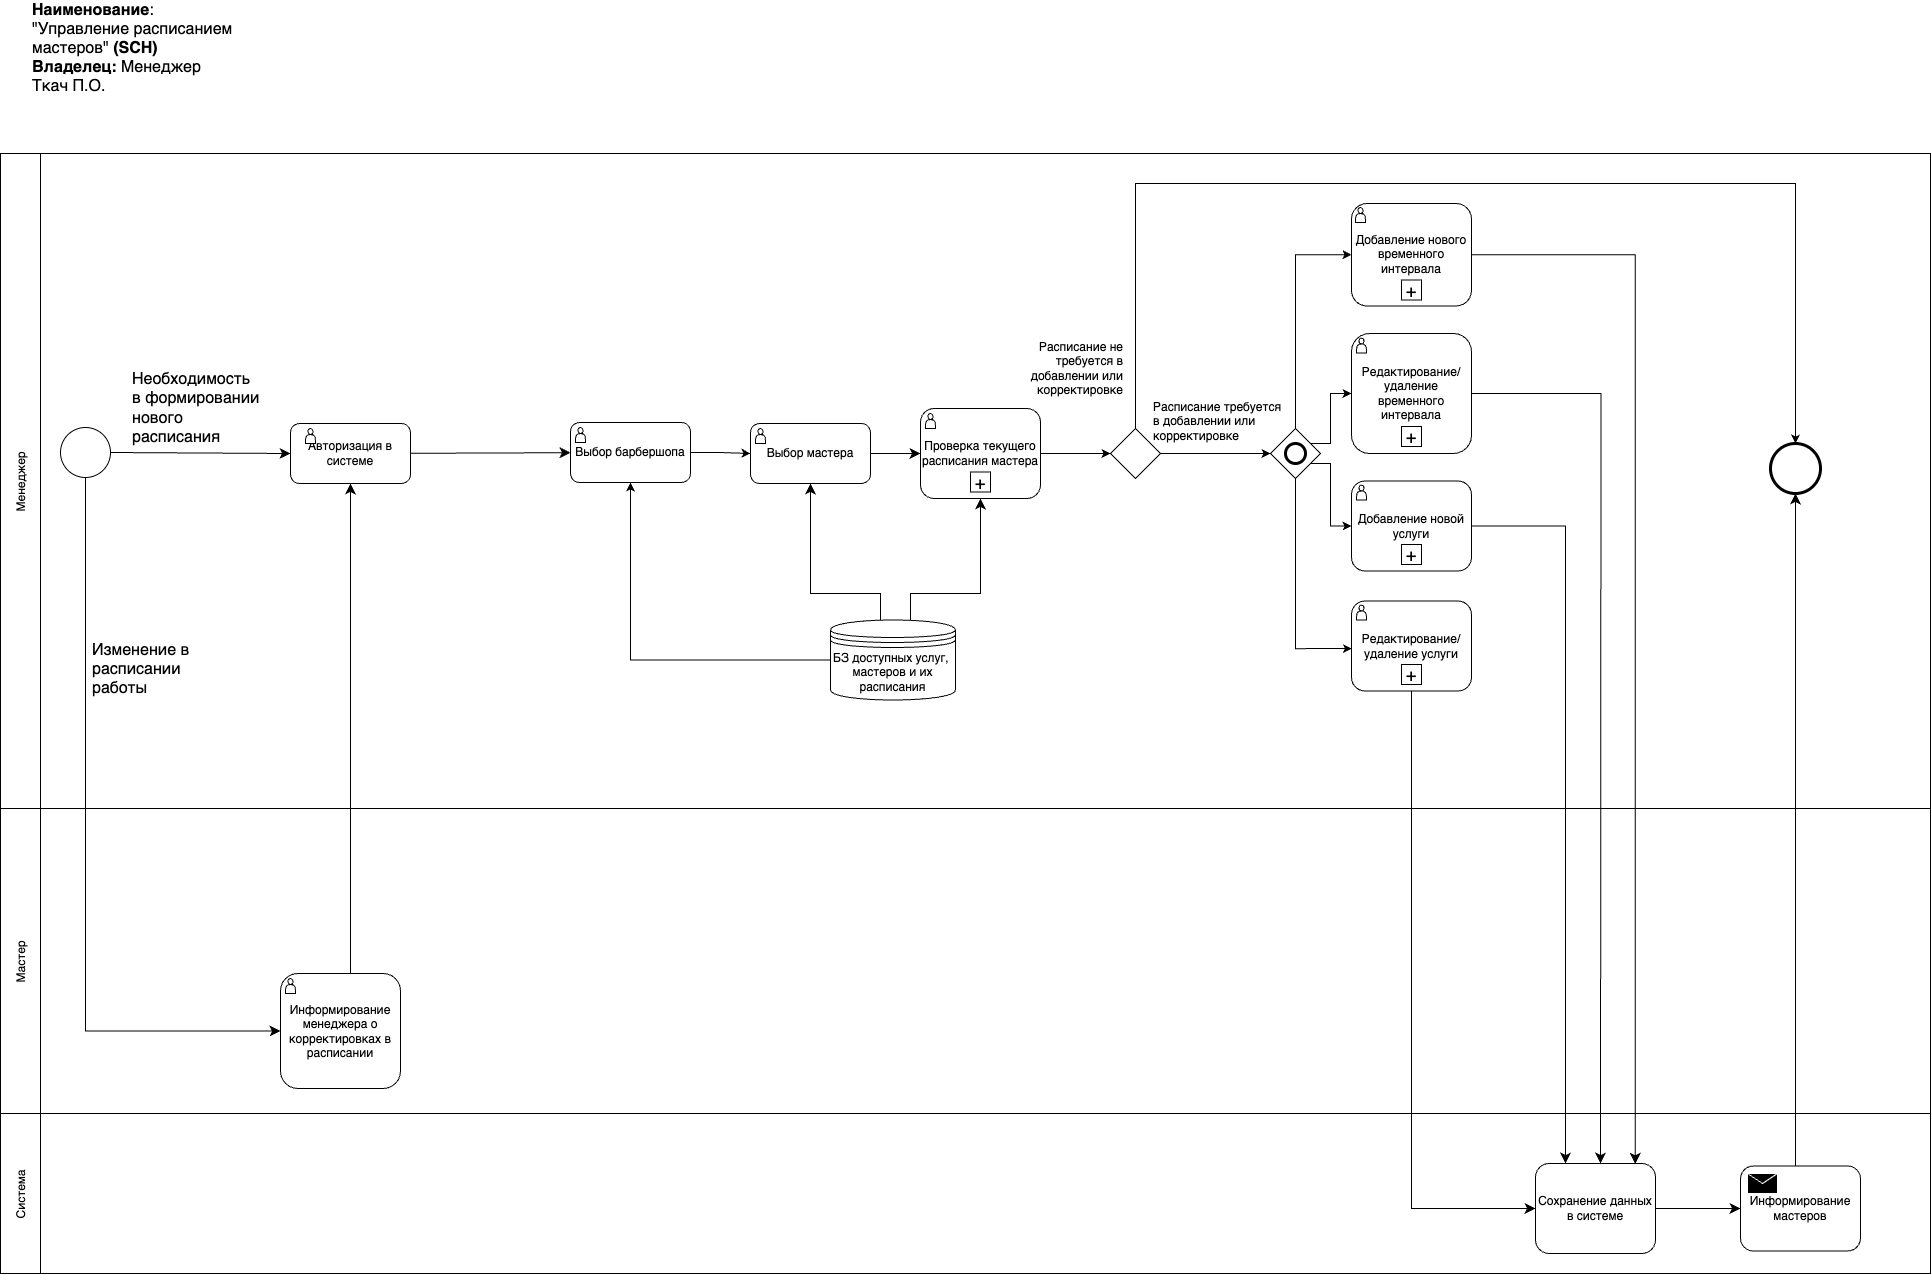 Наименование:
"Управление расписанием
мастеров" (SCH)
Владелец: Менеджер
Ткач П.О.
Менеджер
Необходимость
в формировании
нового
расписания
Изменение в
расписании
работы
Авторизация в
системе
Выбор барбершопа
Выбор мастера
Проверка текущего
расписания мастера
БЗ доступных услуг,
мастеров и их
расписания
Расписание не
требуется в
добавлении или
корректировке
Расписание требуется
в добавлении или
корректировке
Добавление нового
временного
интервала
Редактирование/
удаление
временного
интервала
Добавление новой
услуги
Редактирование/
удаление услуги
Мастер
Информирование
менеджера о
корректировках в
расписании
Система
Сохранение данных
в системе
Информирование
мастеров